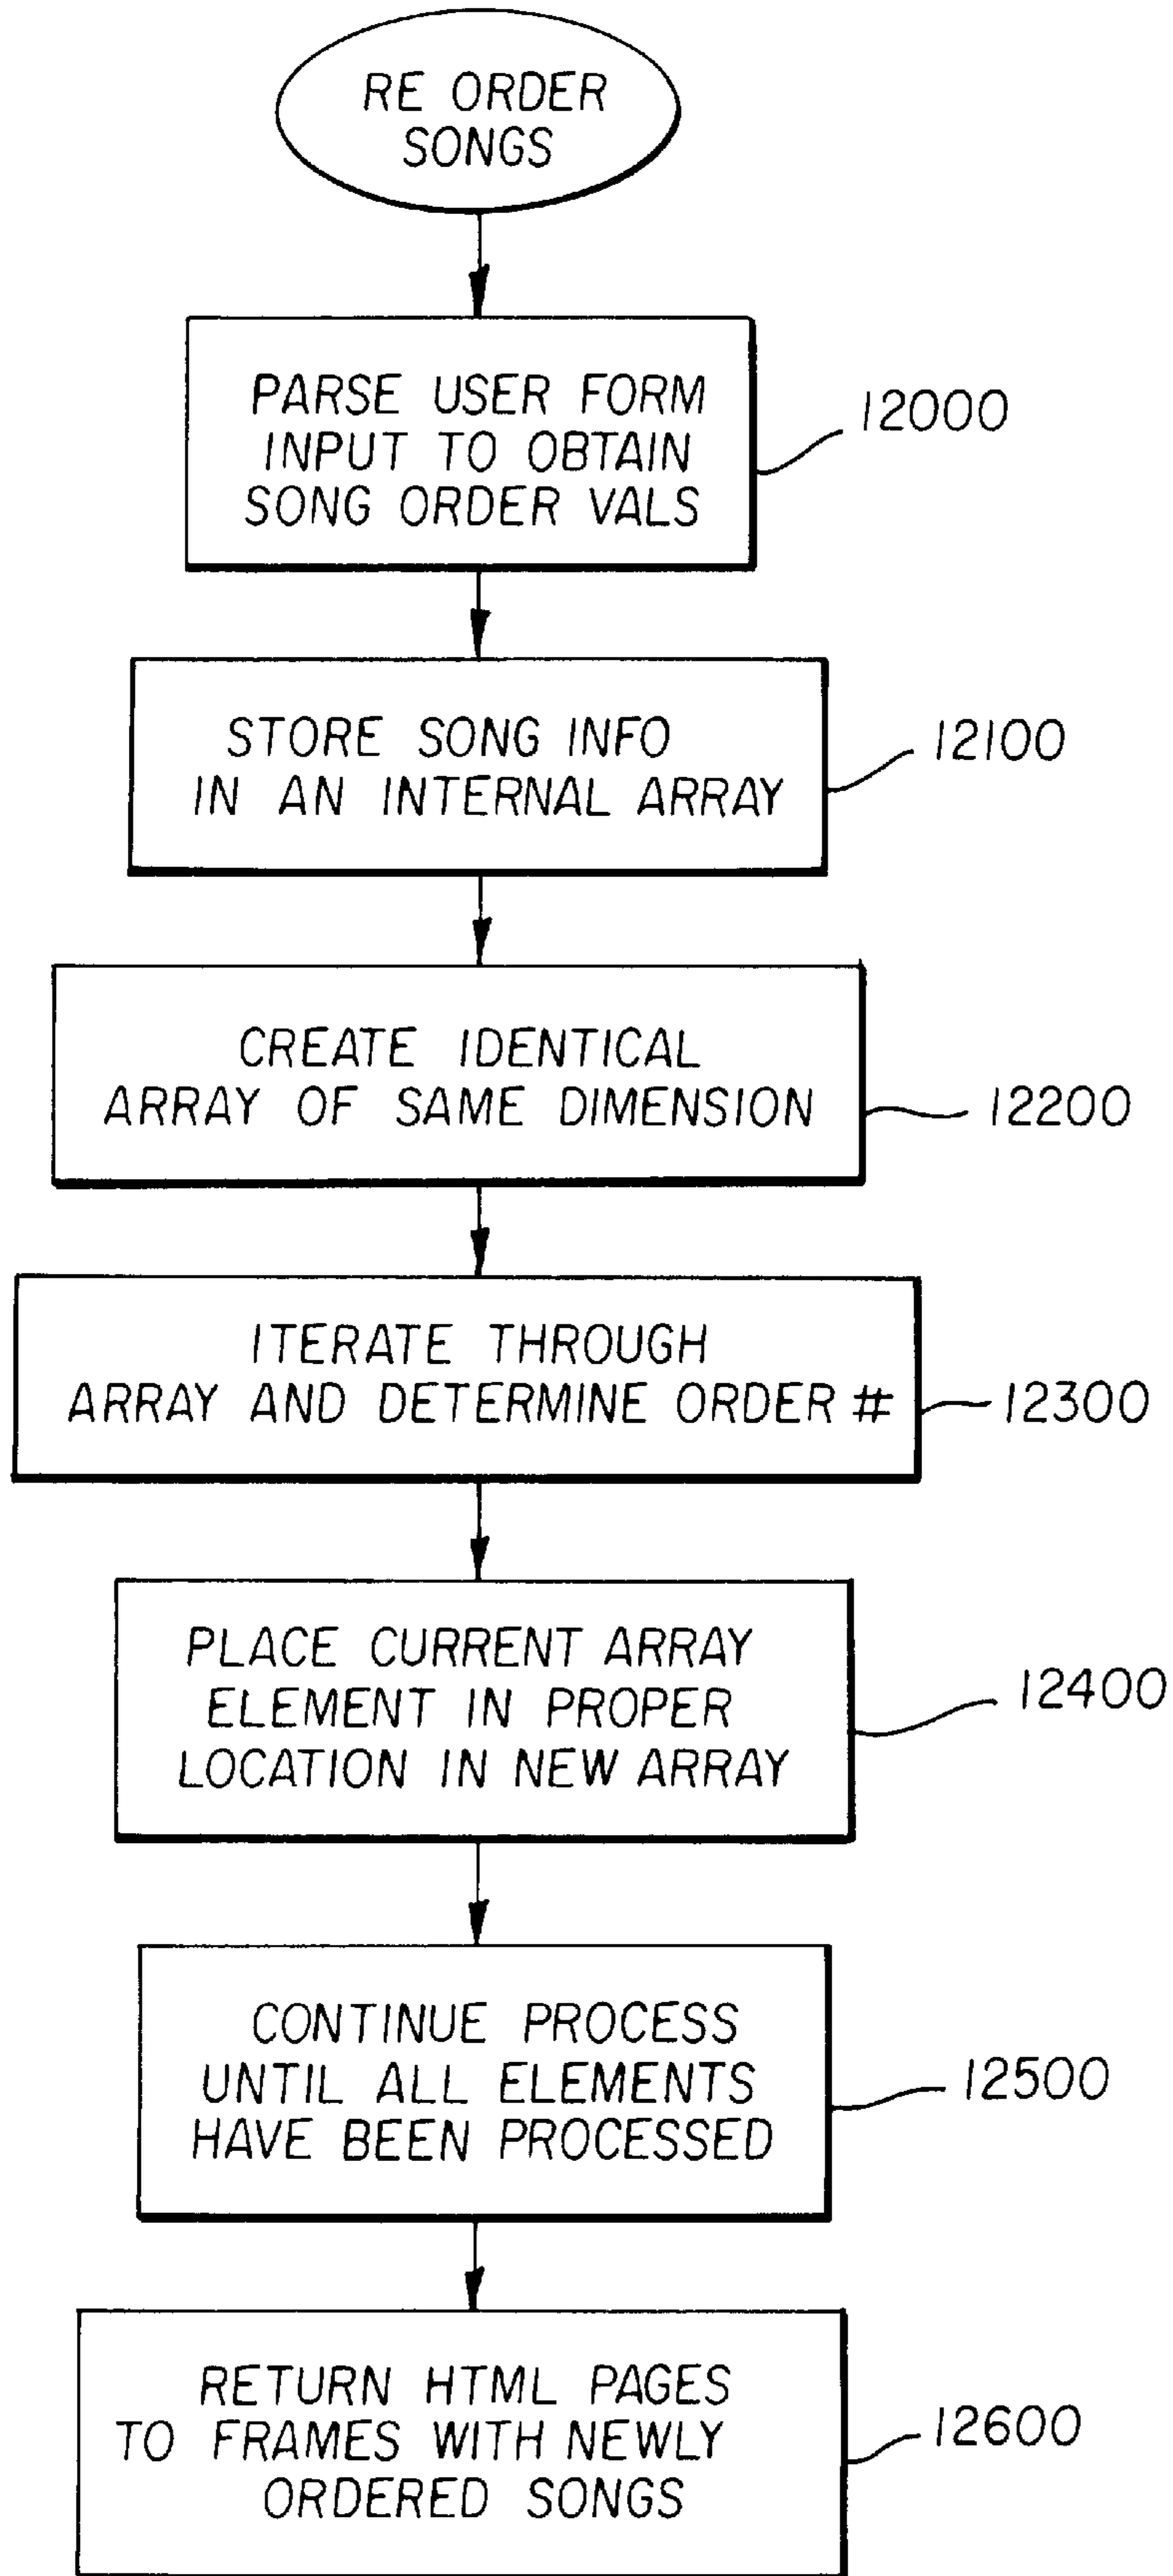 RE ORDER
SONGS
PARSE USER FORM
INPUT TO OBTAIN
SONG ORDER VALS
12000
STORE SONG INFO
IN AN INTERNAL ARRAY
12100
CREATE IDENTICAL
ARRAY OF SAME DIMENSION
12200
ITERATE THROUGH
ARRAY AND DETERMINE ORDER #
12300
PLACE CURRENT ARRAY
ELEMENT IN PROPER
LOCATION IN NEW ARRAY
12400
CONTINUE PROCESS
UNTIL ALL ELEMENTS
HAVE BEEN PROCESSED
12500
RETURN HTML PAGES
TO FRAMES WITH NEWLY
ORDERED SONGS
12600